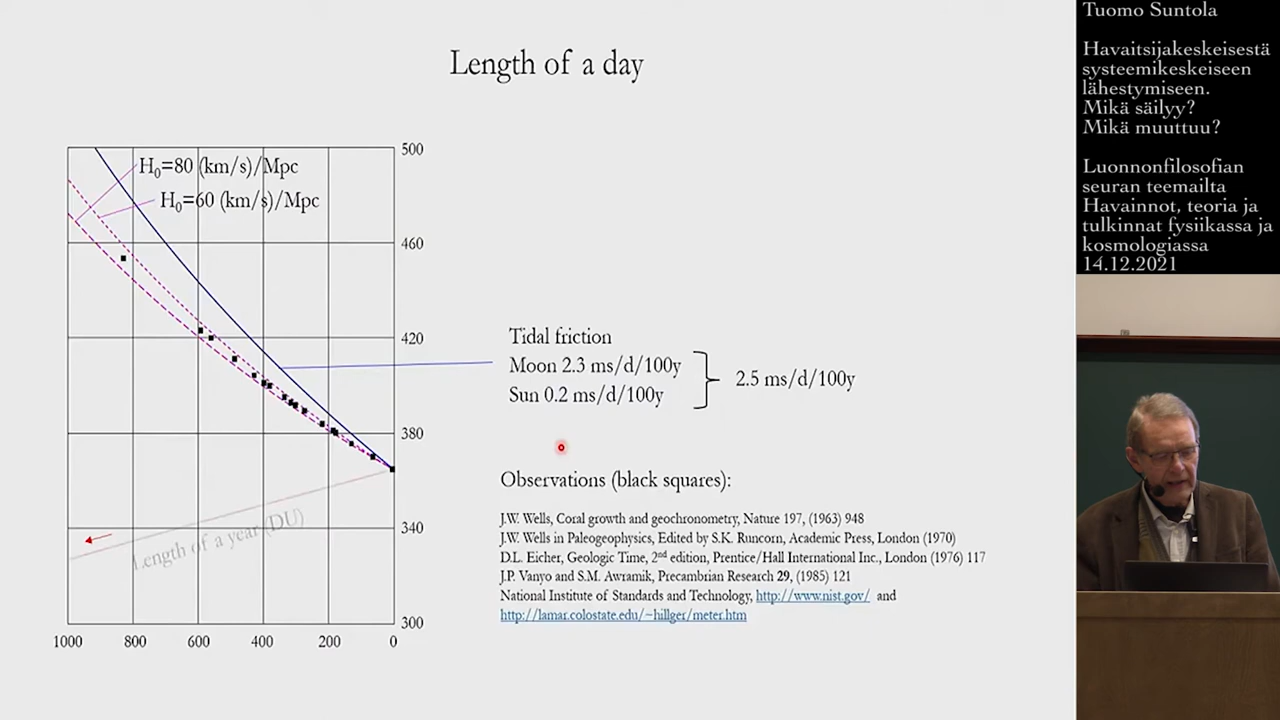 Length of a day
500
H₀=80 (km/s)/Mpc
H₀=60 (km/s)/Mpc
460
420
380
340
300
1000
800
600
400
200
0
Length of a year (DU)
Tidal friction
Moon 2.3 ms/d/100y
Sun 0.2 ms/d/100y
2.5 ms/d/100y
Observations (black squares):
J.W. Wells, Coral growth and geochronometry, Nature 197, (1963) 948
J.W. Wells in Paleogeophysics, Edited by S.K. Runcorn, Academic Press, London (1970)
D.L. Eicher, Geologic Time, 2nd edition, Prentice/Hall International Inc., London (1976) 117
J.P. Vanyo and S.M. Awramik, Precambrian Research 29, (1985) 121
National Institute of Standards and Technology, http://www.nist.gov/ and
http://lamar.colostate.edu/~hillger/meter.htm
Tuomo Suntola
Havaitsijakeskeisestä
systeemikeskeiseen
lähestymiseen.
Mikä säilyy?
Mikä muuttuu?
Luonnonfilosofian
seuran teemailta
Havainnot, teoria ja
tulkinnat fysiikassa ja
kosmologiassa
14.12.2021